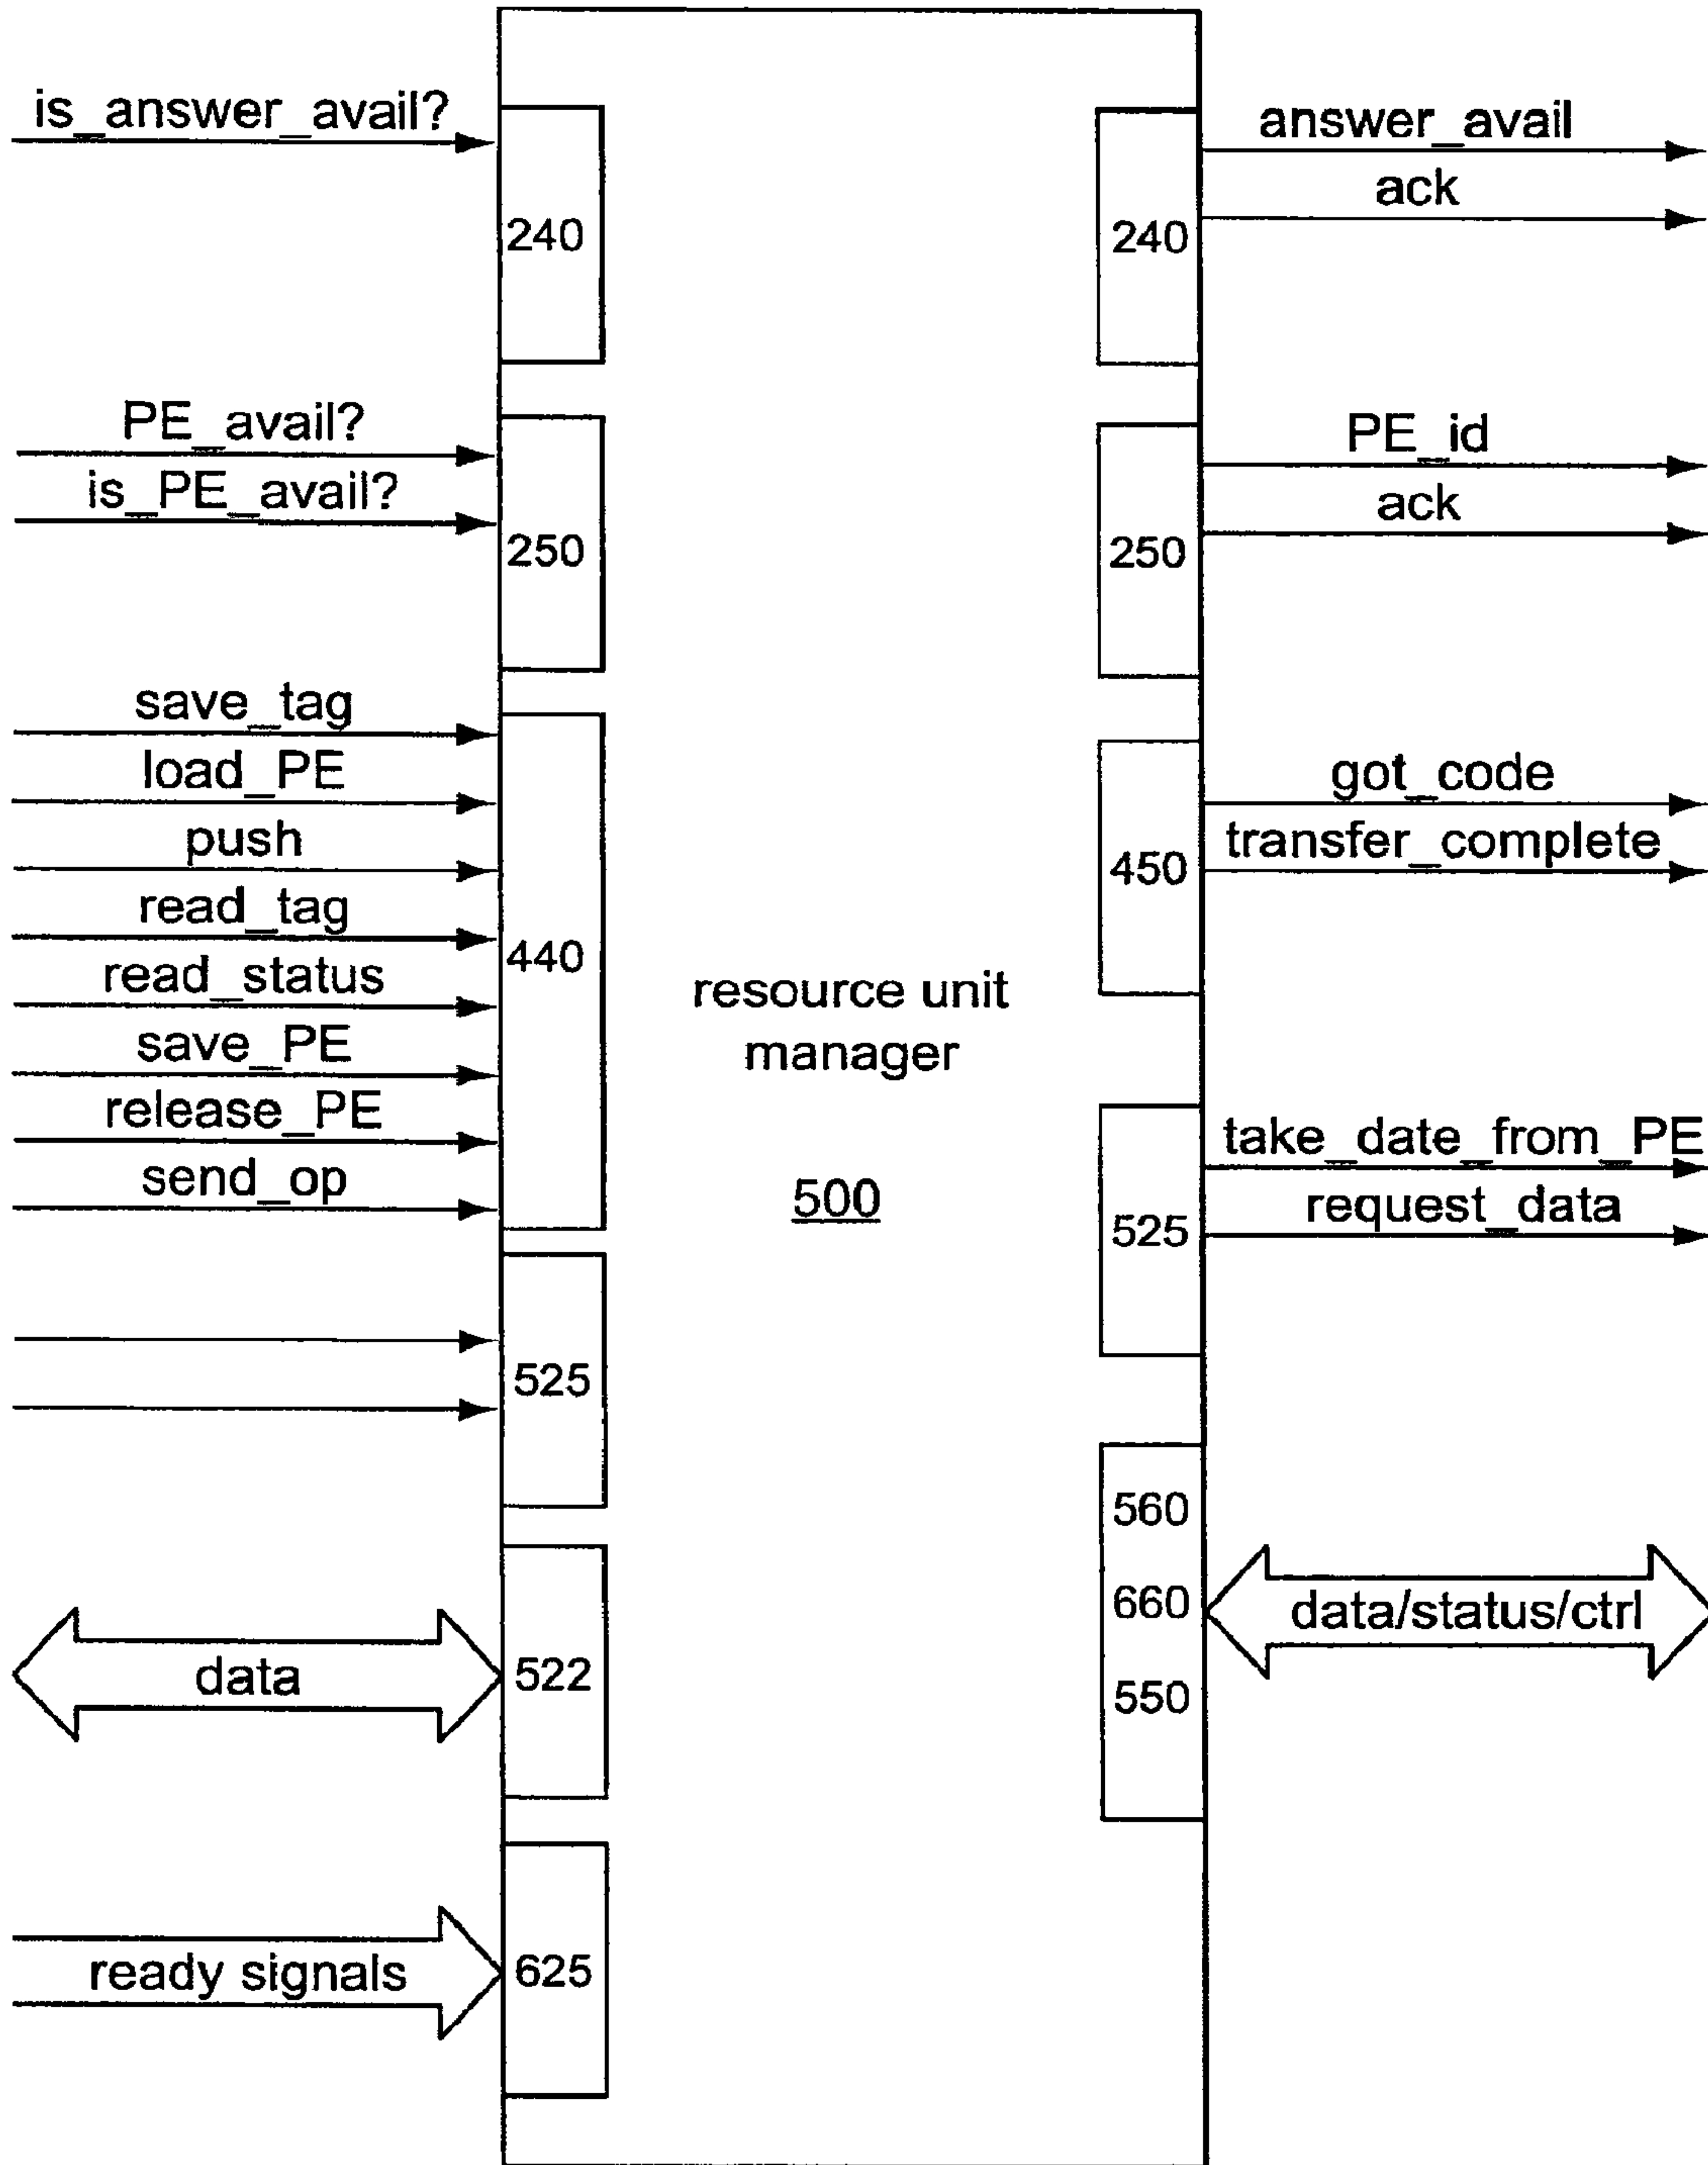 is_answer_avail?
240
PE_avail?
is_PE_avail?
250
save_tag
load_PE
push
read_tag
read_status
save_PE
release_PE
send_op
440
525
data
522
ready signals
625
resource unit
manager
500
240
answer_avail
ack
250
PE_id
ack
450
got_code
transfer_complete
525
take_date_from_PE
request_data
560
660
550
data/status/ctrl